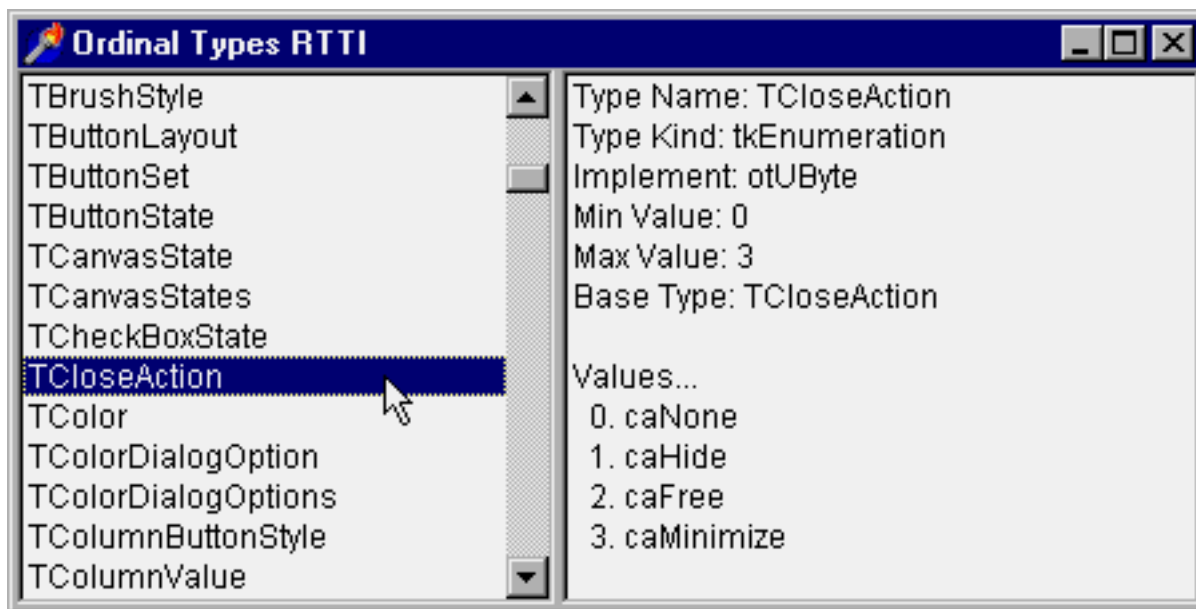 Ordinal Types RTTI
TBrushStyle
TButtonLayout
TButtonSet
TButtonState
TCanvasState
TCanvasStates
TCheckBoxState
TCloseAction
TColor
TColorDialogOption
TColorDialogOptions
TColumnButtonStyle
TColumnValue
Type Name: TCloseAction
Type Kind: tkEnumeration
Implement: otUByte
Min Value: 0
Max Value: 3
Base Type: TCloseAction
Values...
0. caNone
1. caHide
2. caFree
3. caMinimize